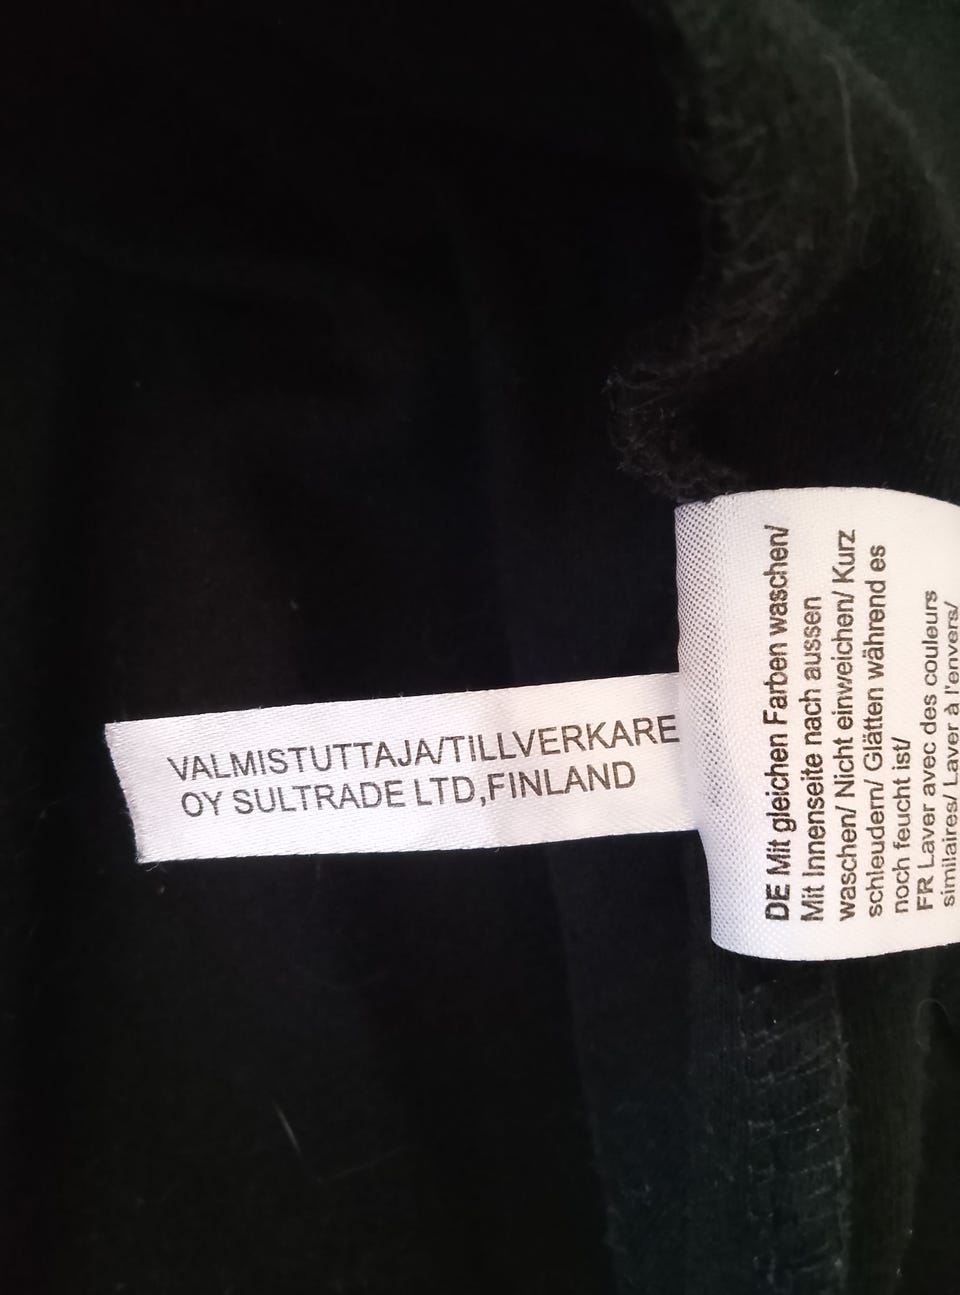 VALMISTUTTAJA/TILLVERKARE
OY SULTRADE LTD,FINLAND
DE Mit gleichen Farben waschen/
Mit Innenseite nach aussen
waschen/ Nicht einweichen/ Kurz
schleudern/ Glätten während es
noch feucht ist/
FR Laver avec des couleurs
similaires/ Laver à l'envers/